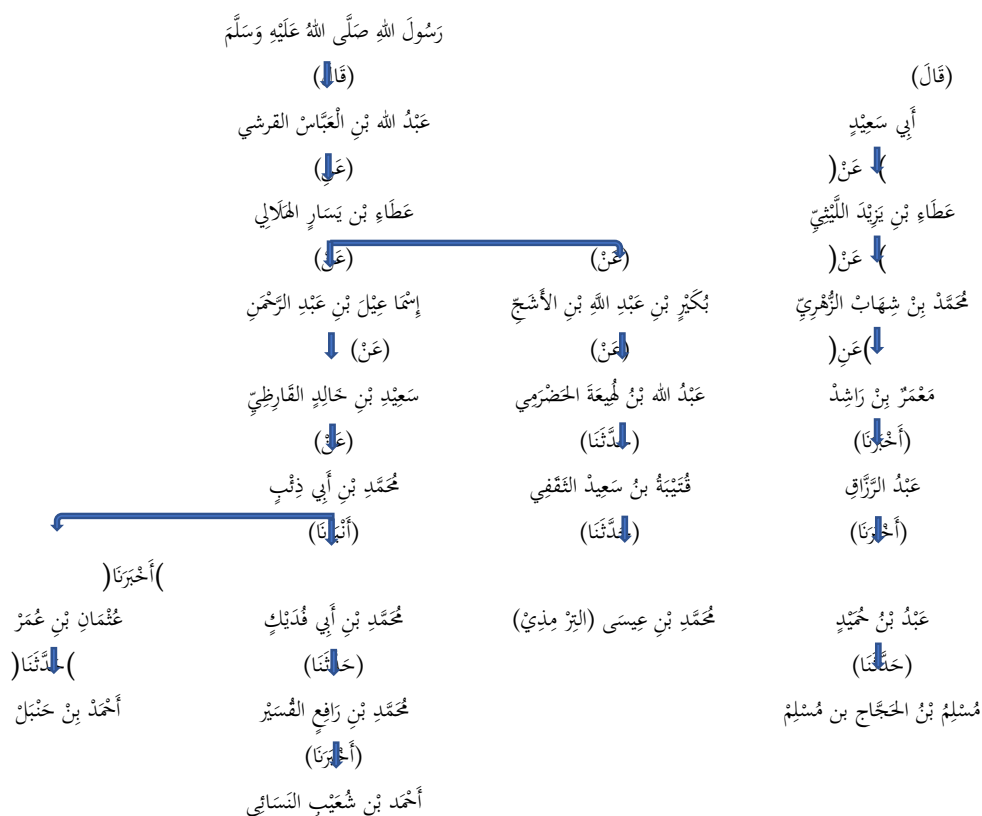 رَسُولَ اللهِ صَلَّى اللهُ عَلَيْهِ وَسَلَّمَ
(قَالَ) (قَالَ)
أَبِي سَعِيْدٍ عَبْدُ الله بْنِ الْعَبَّاسْ القرشي
)عَنْ( (عَنِ)
عَطَاءِ بْنِ يَزِيْدَ اللَّيْثِيِّ عَطَاءِ بْن يَسَارٍ الهَلَالِي
)عَنْ( (عَنْ) (عَنْ)
مُحَمَّدْ بِنْ شِهَابْ الزُّهْرِيِّ بُكَيْرٍ بْنِ عَبْدِ اللَّهِ بْنِ الأَشَجِّ إِسْمَا عِيْلَ بْنِ عَبْدِ الرَّحْمَنِ
)عَنِ( (عَنْ) (عَنْ)
مَعْمَرٌ بِنْ رَاشِدْ عَبْدُ الله بْنُ لَهِيعَةَ الحَضْرَمِي سَعِيْدِ بْنِ خَالِدٍ القَارِظِيِّ
(أَخْبَرَنَا) (حَدَّثَنَا) (عَنْ)
عَبْدُ الرَّزَّاقِ قُتَيْبَةُ بنُ سَعِيدْ الثَقَفِي مُحَمَّدِ بْنِ أَبِي ذِئْبٍ
(أَخْبَرَنَا) (حَدَّثَنَا) (أَنْبَرَنَا)
)أَخْبَرَنَا(
عَبْدُ بْنُ حُمَيْدٍ مُحَمَّدِ بْنِ عِيسَى (التِرْ مِذِيْ) مُحَمَّدِ بْنِ أَبِي فُدَيْكٍ عُثْمَانِ بْنِ عُمَرْ
(حَدَّثَنَا) (حَدَّثَنَا) )حَدَّثَنَا(
مُسْلِمُ بْنُ الحَجَّاج بن مُسْلِمْ مُحَمَّدِ بْنِ رَافِعٍ القُسَيْر أَحْمَدْ بِنْ حَنْبَلْ
(أَخْبَرَنَا)
أَحْمَد بْن شُعَيْبِ النَسَائِي